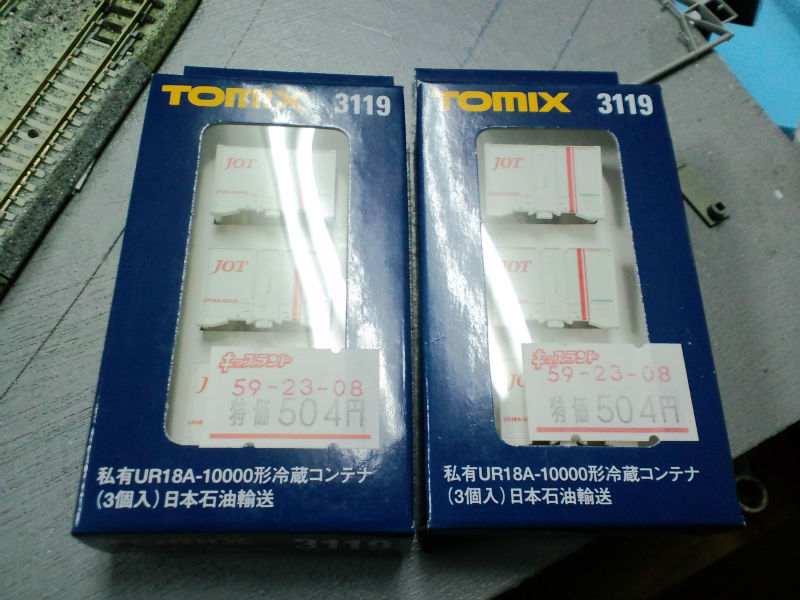 TOMIX 3119
JOT
JOT
キッズランド
59-23-08
特価504円
私有UR18A-10000形冷蔵コンテナ
(3個入)日本石油輸送
3119
TOMIX 3119
JOT
JOT
キッズランド
59-23-08
特価504円
私有UR18A-10000形冷蔵コンテナ
(3個入)日本石油輸送